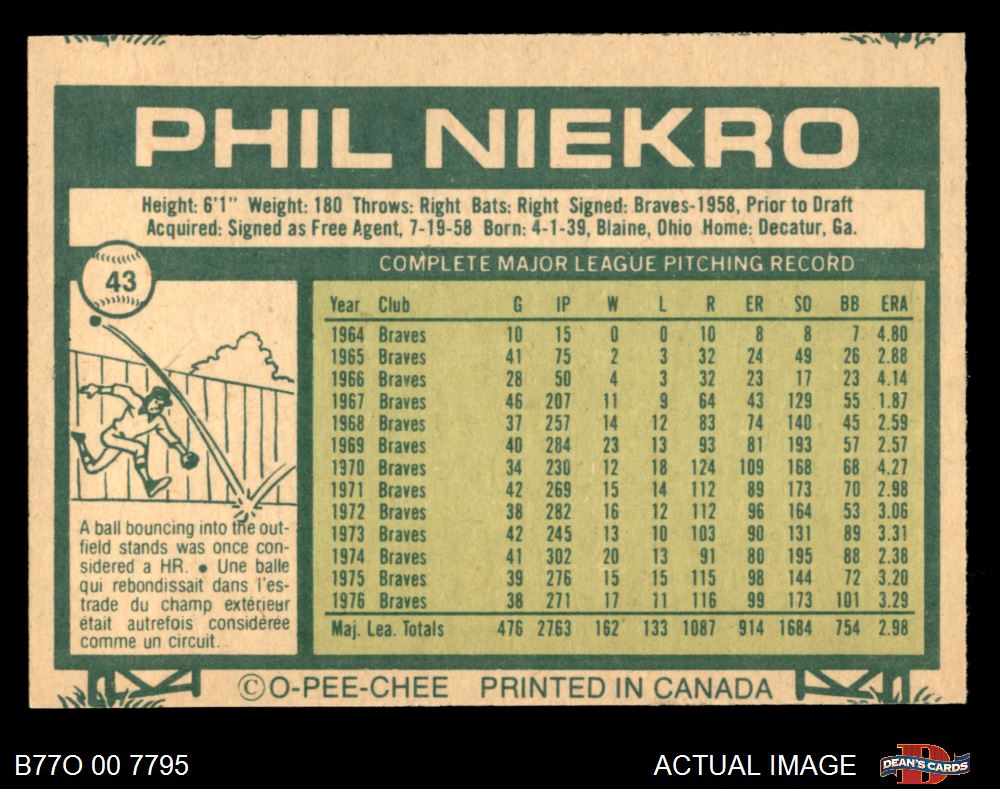 PHIL NIEKRO
Height: 6'1" Weight: 180 Throws: Right Bats: Right Signed: Braves-1958, Prior to Draft
Acquired: Signed as Free Agent, 7-19-58 Born: 4-1-39, Blaine, Ohio Home: Decatur, Ga.
43
COMPLETE MAJOR LEAGUE PITCHING RECORD
Year Club G IP W L R ER SO BB ERA
1964 Braves 10 15 0 0 10 8 8 7 4.80
1965 Braves 41 75 2 3 32 24 49 26 2.88
1966 Braves 28 50 4 3 32 23 17 23 4.14
1967 Braves 46 207 11 9 64 43 129 55 1.87
1968 Braves 37 257 14 12 83 74 140 45 2.59
1969 Braves 40 284 23 13 93 81 193 57 2.57
1970 Braves 34 230 12 18 124 109 168 68 4.27
1971 Braves 42 269 15 14 112 89 173 70 2.98
1972 Braves 38 282 16 12 112 96 164 53 3.06
1973 Braves 42 245 13 10 103 90 131 89 3.31
1974 Braves 41 302 20 13 91 80 195 88 2.38
1975 Braves 39 276 15 15 115 98 144 72 3.20
1976 Braves 38 271 17 11 116 99 173 101 3.29
Maj. Lea. Totals 476 2763 162 133 1087 914 1684 754 2.98
A ball bouncing into the out-
field stands was once con-
sidered a HR. ● Une balle
qui rebondissait dans l'es-
trade du champ extérieur
était autrefois considérée
comme un circuit.
©O-PEE-CHEE PRINTED IN CANADA
B77O 00 7795
ACTUAL IMAGE
D
DEAN'S CARDS